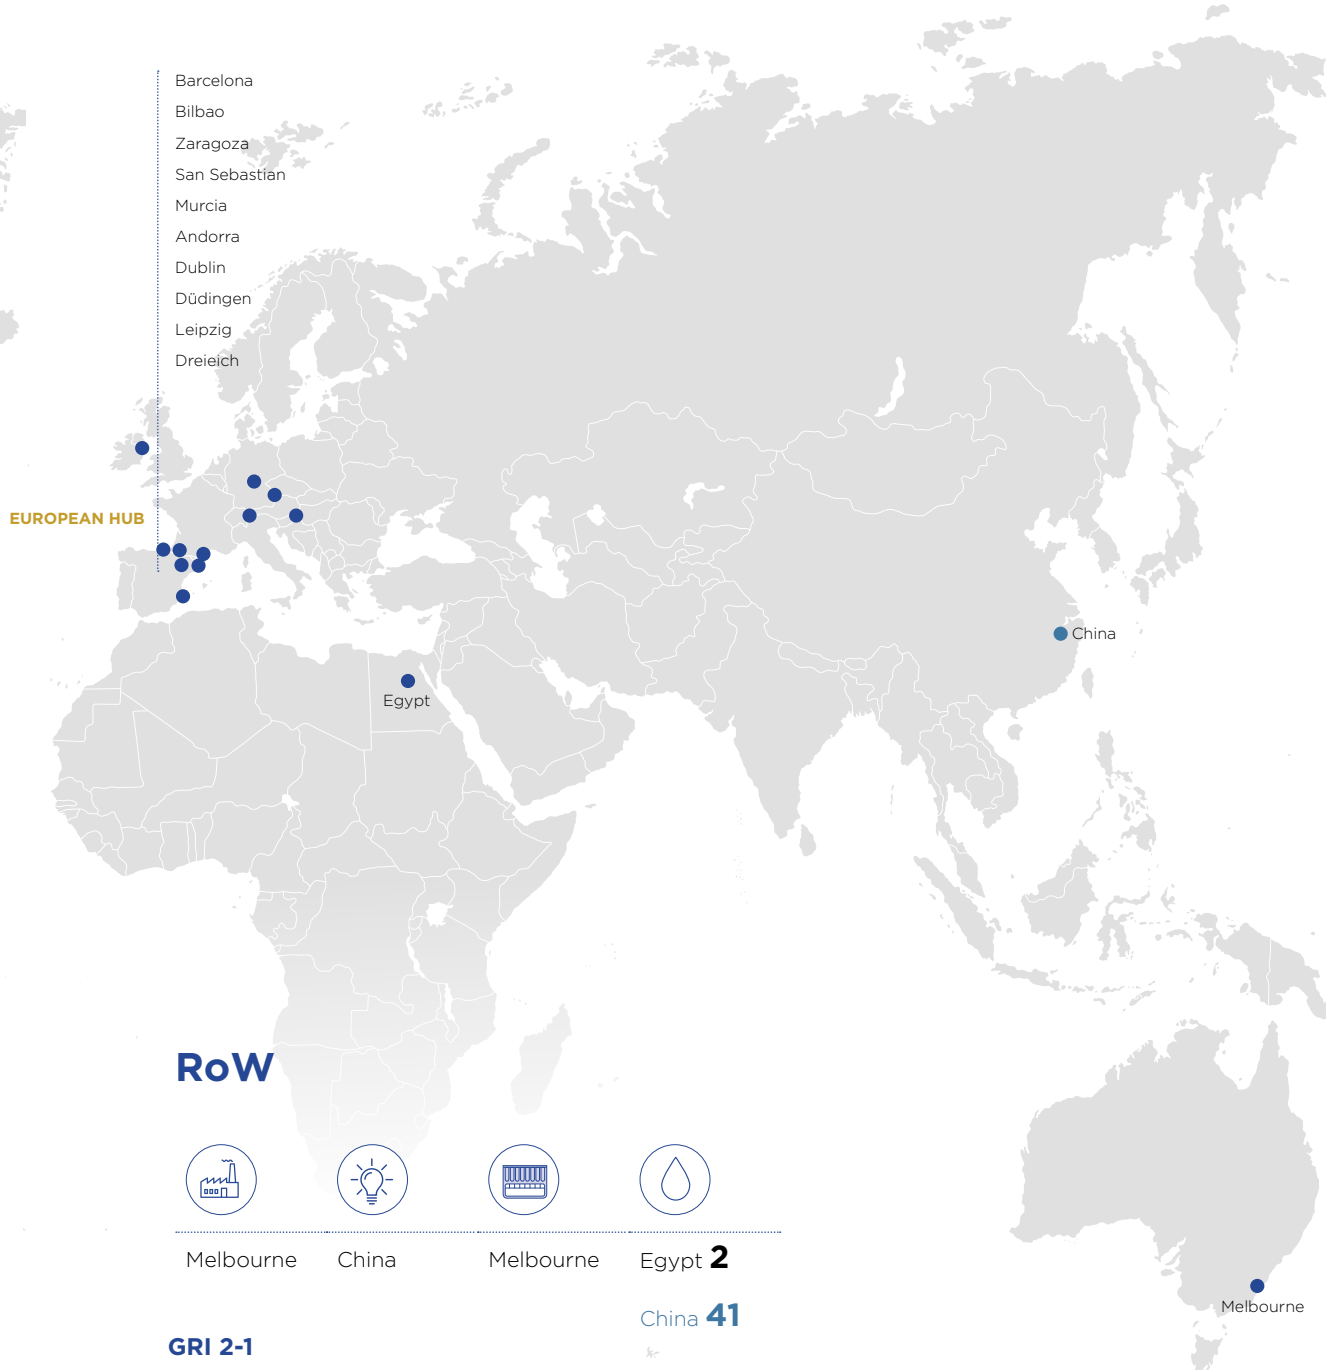 Barcelona
Bilbao
Zaragoza
San Sebastian
Murcia
Andorra
Dublin
Düdingen
Leipzig
Dreieich
EUROPEAN HUB
China
Egypt
RoW
Melbourne China Melbourne Egypt 2
China 41
Melbourne
GRI 2-1